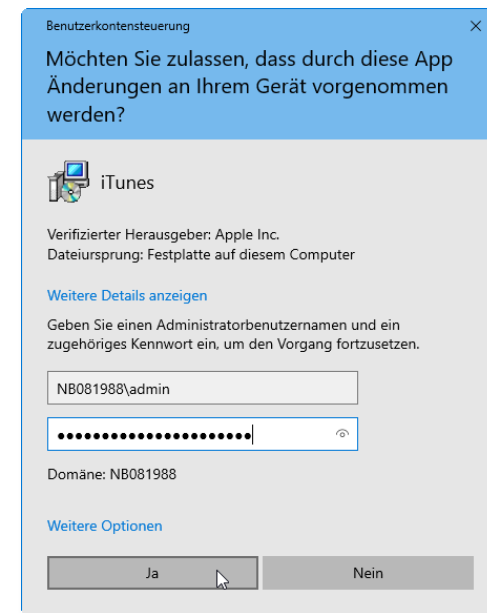 Benutzerkontensteuerung
Möchten Sie zulassen, dass durch diese App
Änderungen an Ihrem Gerät vorgenommen
werden?
iTunes
Verifizierter Herausgeber: Apple Inc.
Dateiursprung: Festplatte auf diesem Computer
Weitere Details anzeigen
Geben Sie einen Administratorbenutzernamen und ein
zugehöriges Kennwort ein, um den Vorgang fortzusetzen.
NB081988\admin
●●●●●●●●●●●●●●●●●●●●●●
Domäne: NB081988
Weitere Optionen
Ja
Nein